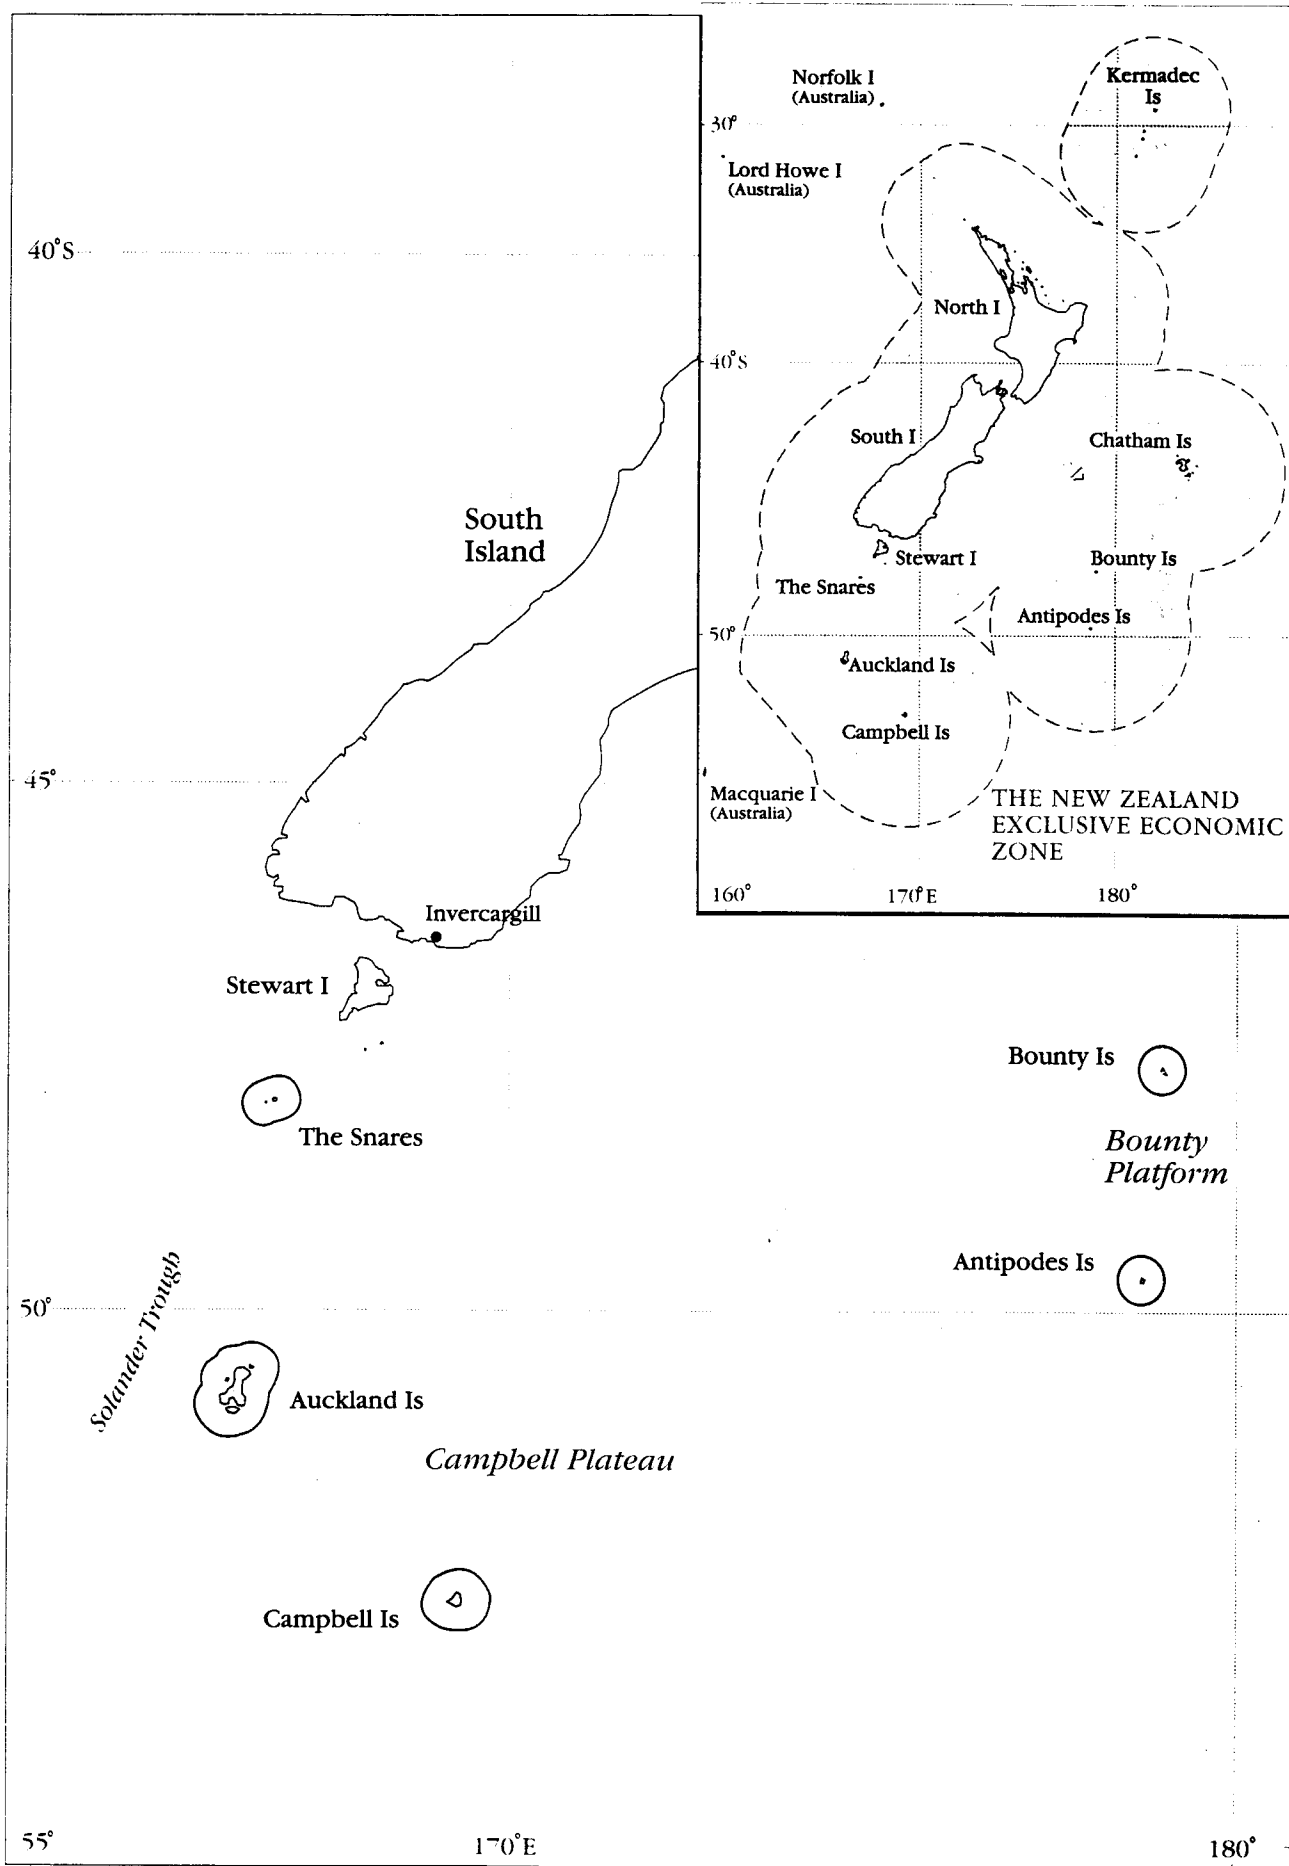 Norfolk I
(Australia)
Kermadec
Is
30°
Lord Howe I
(Australia)
North I
40°S
South I
Chatham Is
Stewart I
Bounty Is
The Snares
Antipodes Is
50°
Auckland Is
Campbell Is
Macquarie I
(Australia)
THE NEW ZEALAND
EXCLUSIVE ECONOMIC
ZONE
160°
170°E
180°
40°S
South
Island
45°
Invercargill
Stewart I
Bounty Is
The Snares
Bounty
Platform
Solander Trough
Antipodes Is
50°
Auckland Is
Campbell Plateau
Campbell Is
55°
170°E
180°